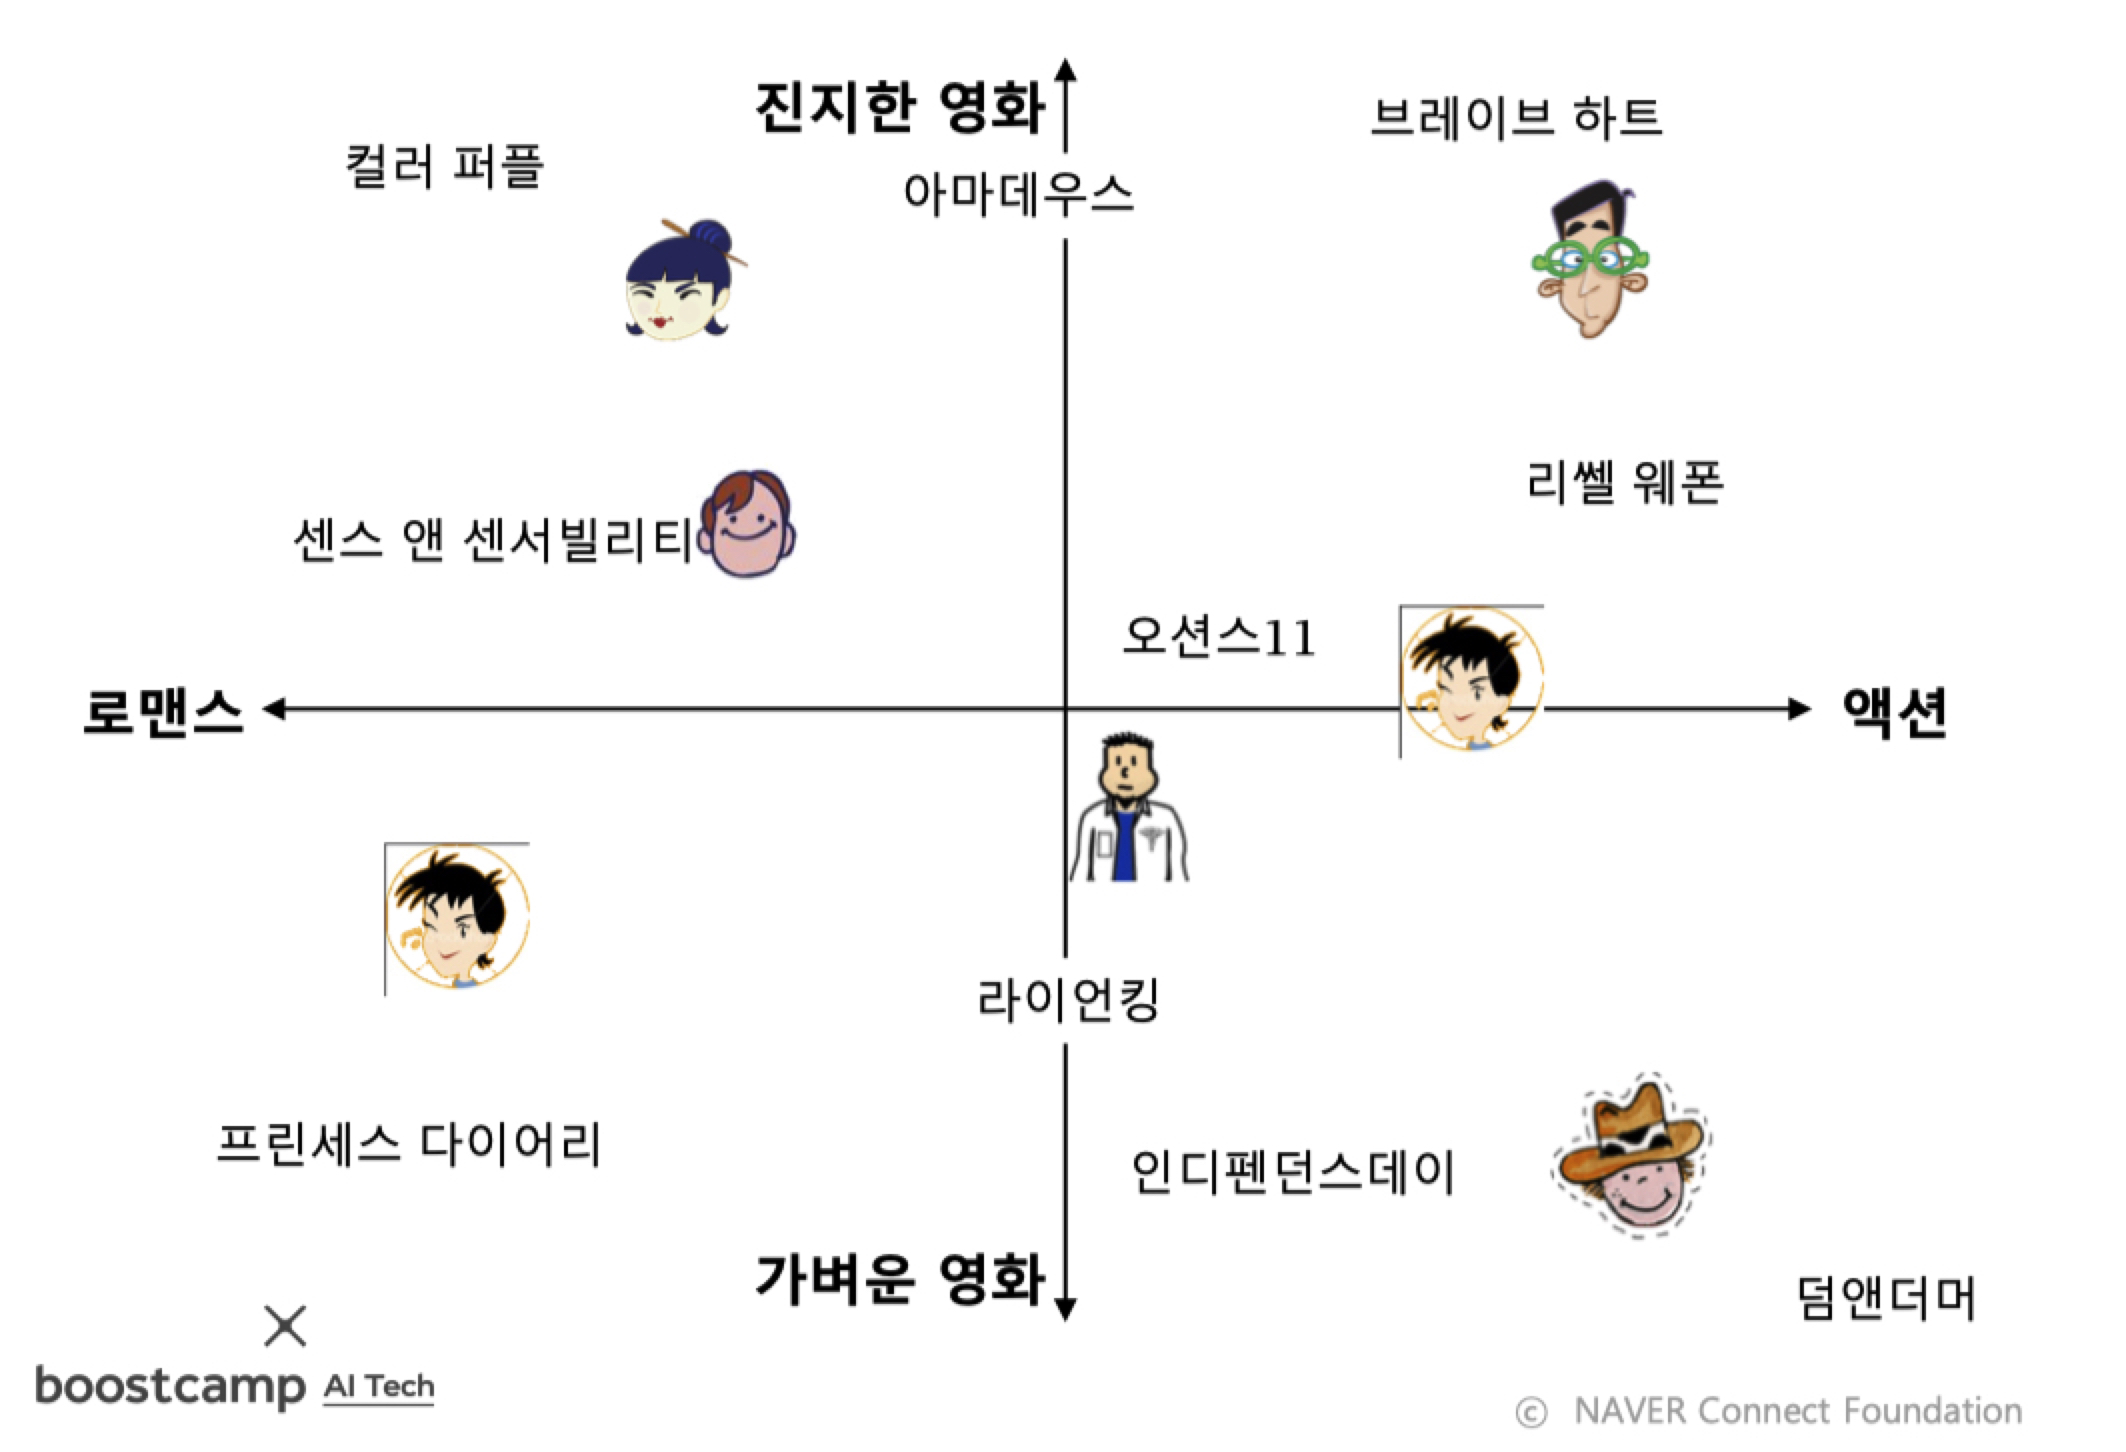 진지한 영화
브레이브 하트
컬러 퍼플
아마데우스
리쎌 웨폰
센스 앤 센서빌리티
오션스11
로맨스
액션
라이언킹
프린세스 다이어리
인디펜던스데이
가벼운 영화
덤앤더머
boostcamp AI Tech
© NAVER Connect Foundation